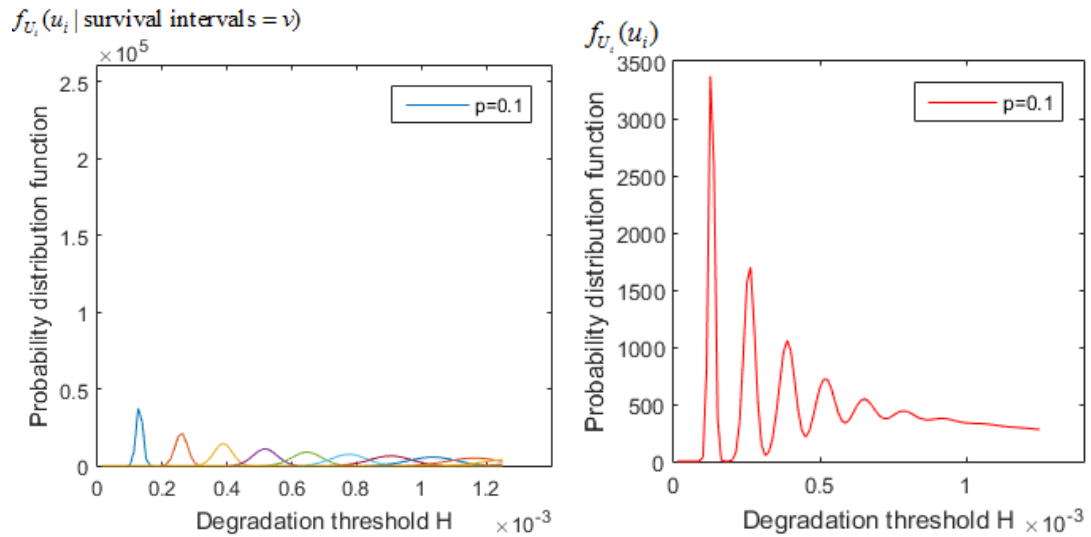 f_{U_i}(u_i | survival intervals = v)
×10^5
2.5
2
1.5
1
0.5
0
Probability distribution function
p=0.1
0 0.2 0.4 0.6 0.8 1 1.2
Degradation threshold H ×10^-3
f_{U_i}(u_i)
3500
3000
2500
2000
1500
1000
500
0
Probability distribution function
p=0.1
0 0.5 1
Degradation threshold H ×10^-3